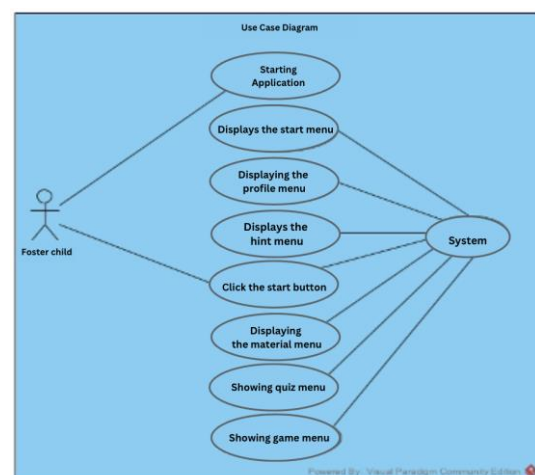 Use Case Diagram
Starting
Application
Displays the start menu
Displaying the
profile menu
Displays the
hint menu
System
Foster child
Click the start button
Displaying
the material menu
Showing quiz menu
Showing game menu
Powered By Visual Paradigm Community Edition